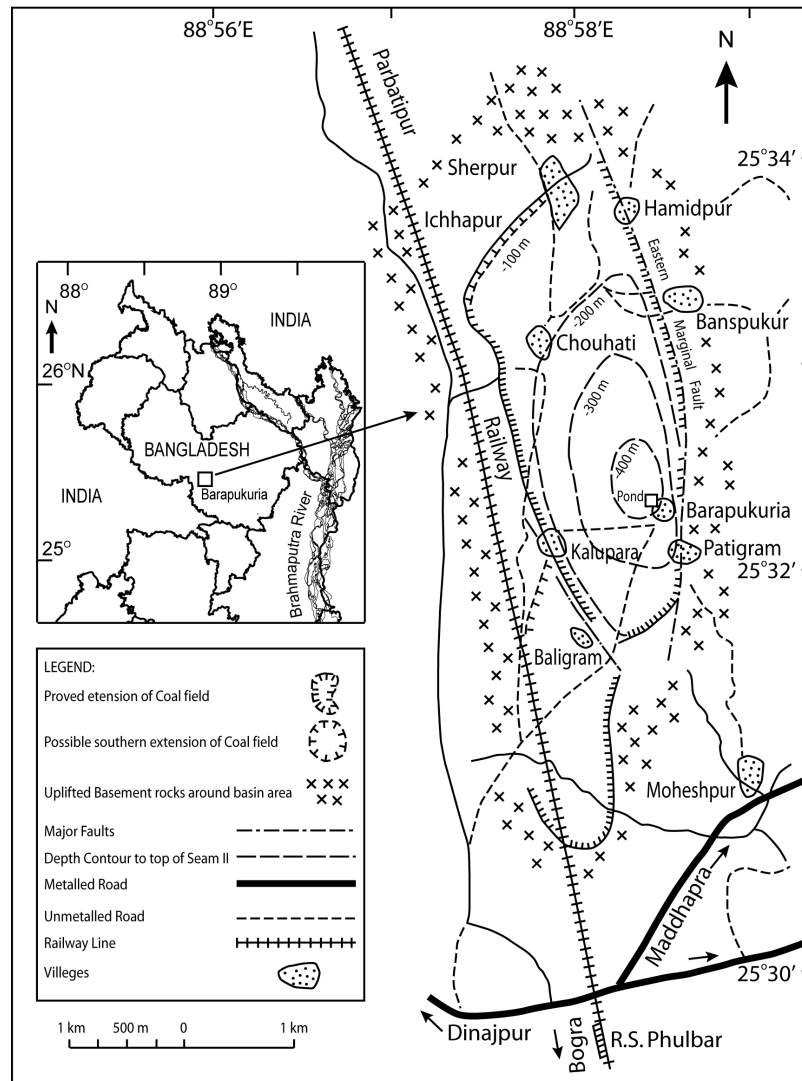 88°56'E
88°58'E
N
Parbatipur
25°34'
Sherpur
Ichhapur
Hamidpur
-100 m
Eastern
Marginal
Fault
-200 m
Banspukur
Chouhati
-300 m
Railway
-400 m
Pond
Barapukuria
Kalupara
Patigram
25°32'
Baligram
Moheshpur
Maddhapra
25°30'
Dinajpur
Bogra
R.S. Phulbar
88°
89°
N
INDIA
26°N
BANGLADESH
INDIA
Barapukuria
Brahmaputra River
25°
LEGEND:
Proved etension of Coal field
Possible southern extension of Coal field
Uplifted Basement rocks around basin area
Major Faults
Depth Contour to top of Seam II
Metalled Road
Unmetalled Road
Railway Line
Villeges
1 km 500 m 0 1 km